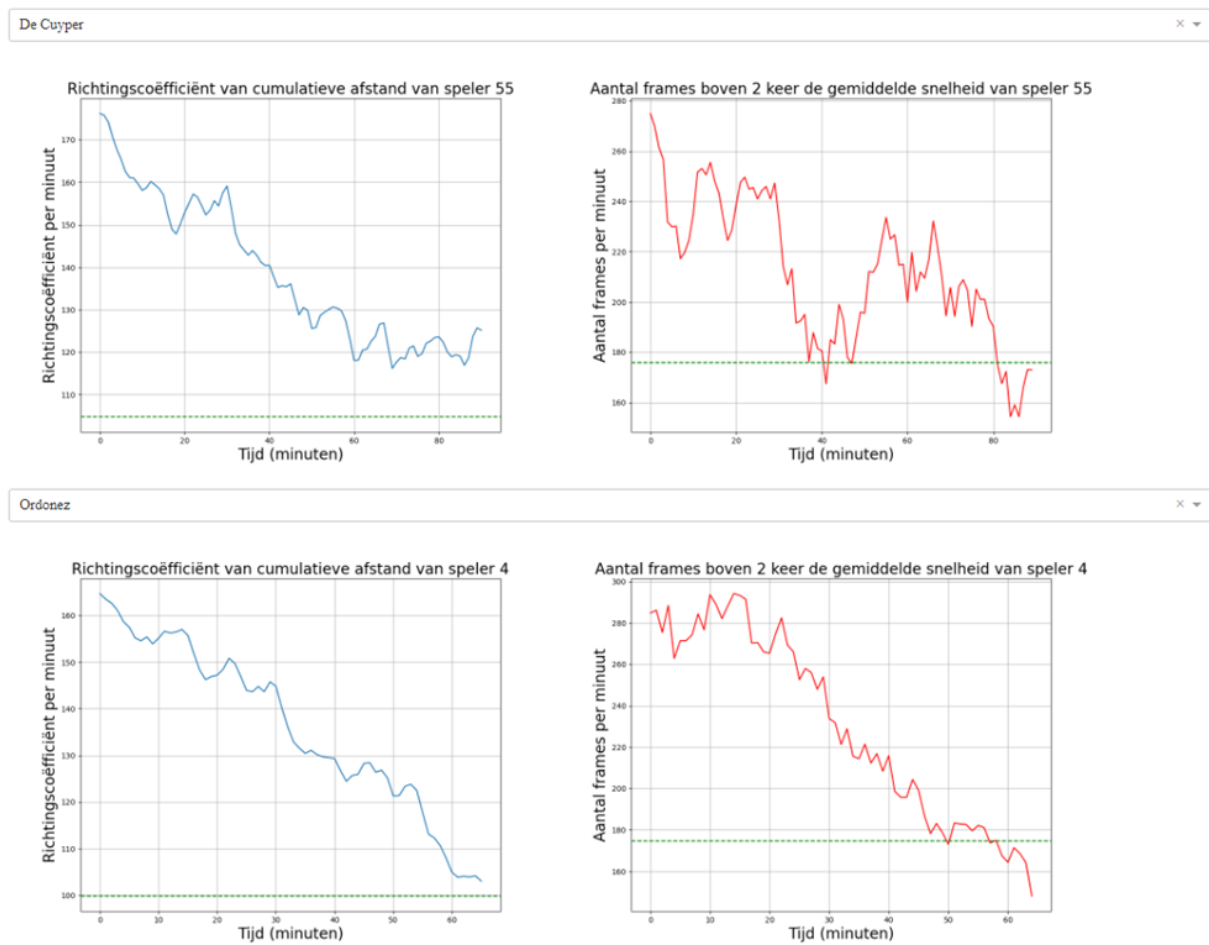 De Cuyper
Richtingscoëfficiënt van cumulatieve afstand van speler 55
Richtingscoëfficiënt per minuut
170
160
150
140
130
120
110
0 20 40 60 80
Tijd (minuten)
Aantal frames boven 2 keer de gemiddelde snelheid van speler 55
Aantal frames per minuut
280
260
240
220
200
180
160
0 20 40 60 80
Tijd (minuten)
Ordonez
Richtingscoëfficiënt van cumulatieve afstand van speler 4
Richtingscoëfficiënt per minuut
160
150
140
130
120
110
100
0 10 20 30 40 50 60
Tijd (minuten)
Aantal frames boven 2 keer de gemiddelde snelheid van speler 4
Aantal frames per minuut
300
280
260
240
220
200
180
160
0 10 20 30 40 50 60
Tijd (minuten)